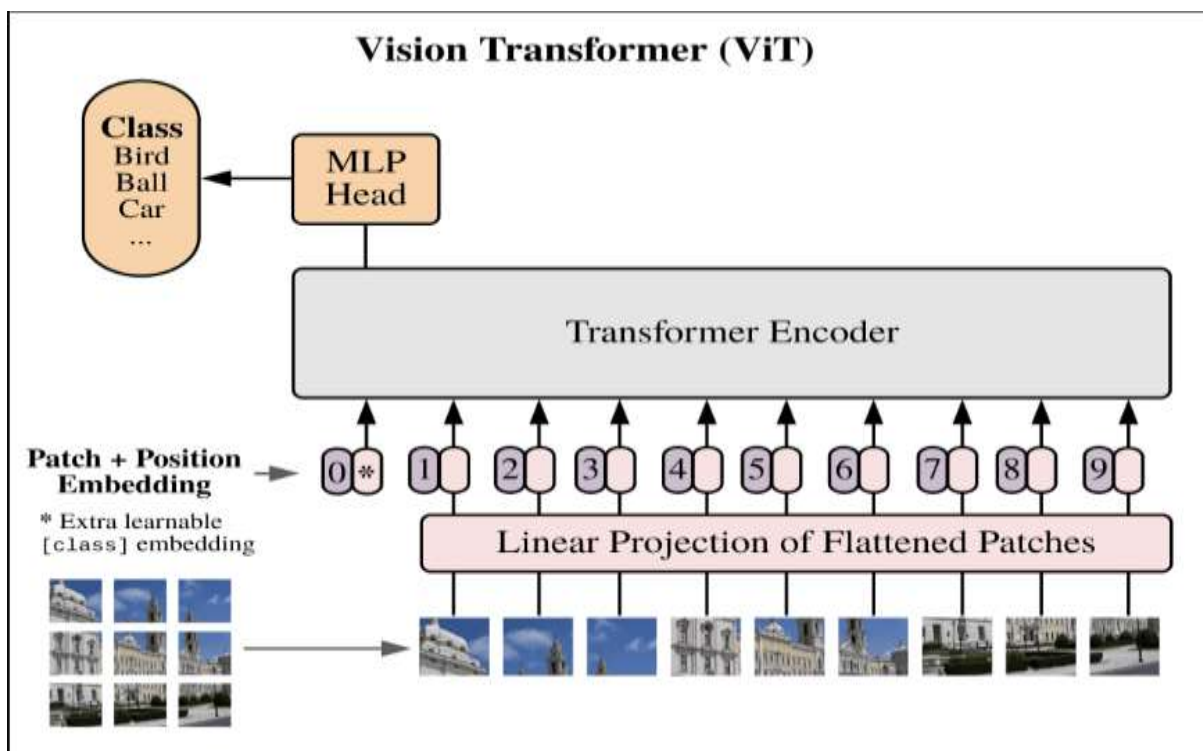 Vision Transformer (ViT)
Class
Bird
Ball
Car
...
MLP
Head
Transformer Encoder
Patch + Position
Embedding
0 * 1 2 3 4 5 6 7 8 9
* Extra learnable
[class] embedding
Linear Projection of Flattened Patches